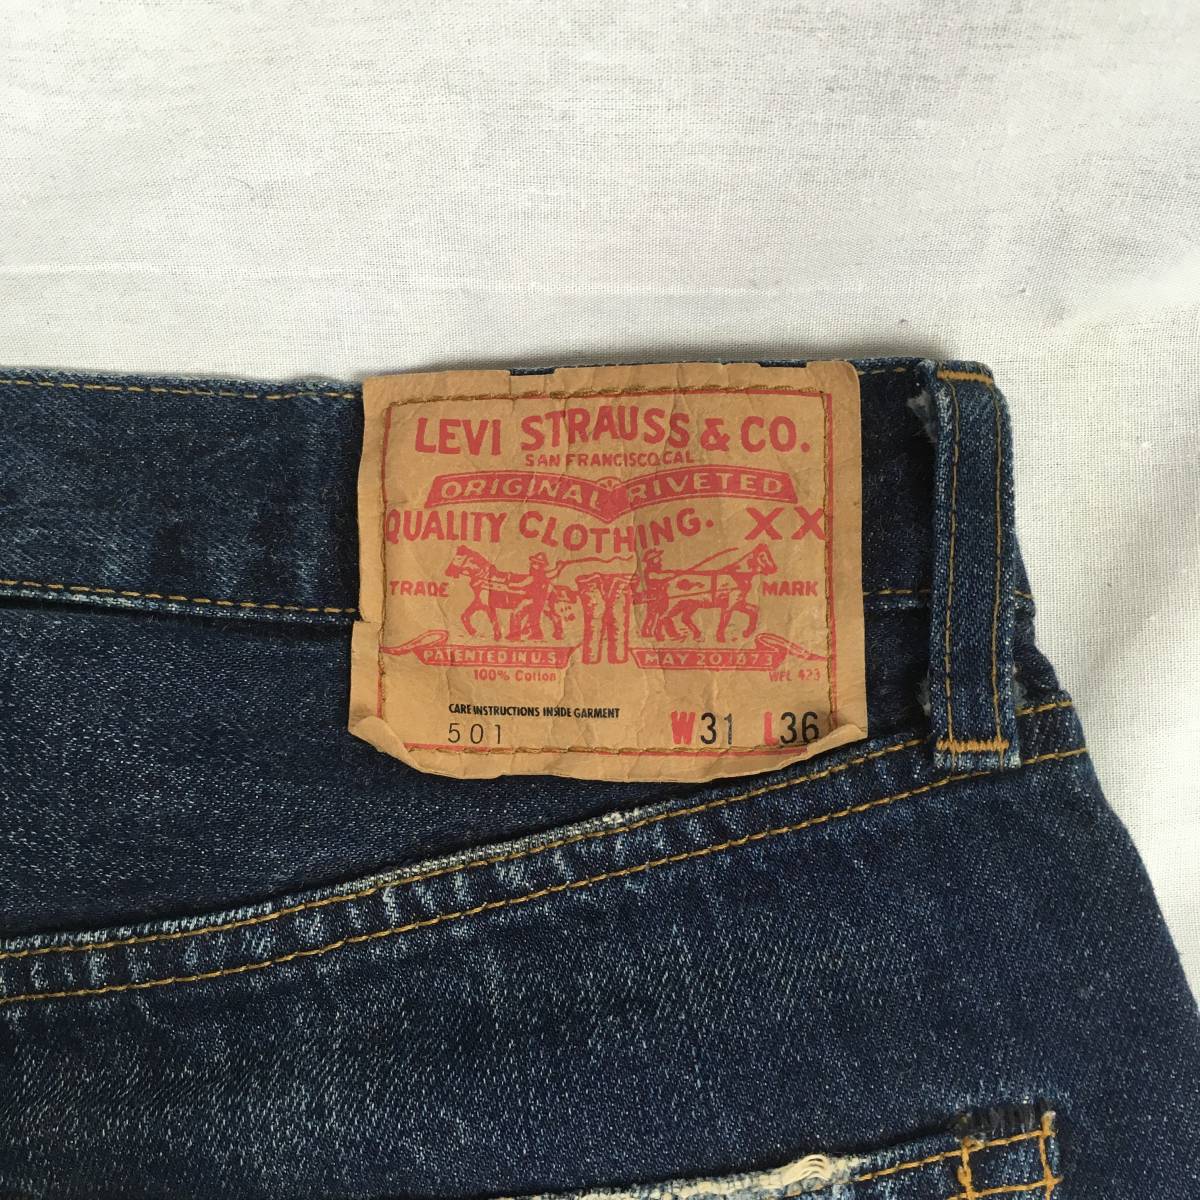 LEVI STRAUSS & CO.
SAN FRANCISCO, CAL
ORIGINAL RIVETED
QUALITY CLOTHING. XX
TRADE MARK
PATENTED IN U.S. MAY 20 1873
100% Cotton WPL 423
CARE INSTRUCTIONS INSIDE GARMENT
501 W31 L36